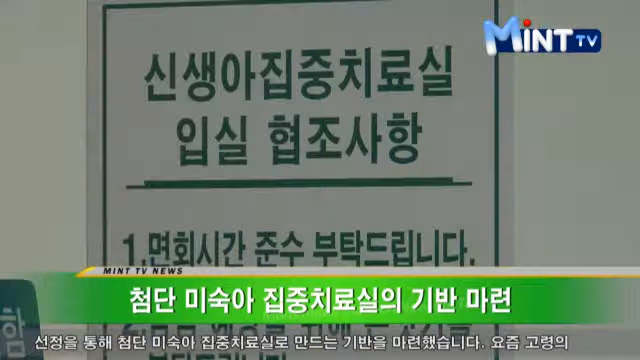 MINT TV
신생아집중치료실
입실 협조사항
1.면회시간 준수 부탁드립니다.
MINT TV NEWS
첨단 미숙아 집중치료실의 기반 마련
선정을 통해 첨단 미숙아 집중치료실로 만드는 기반을 마련했습니다. 요즘 고령의